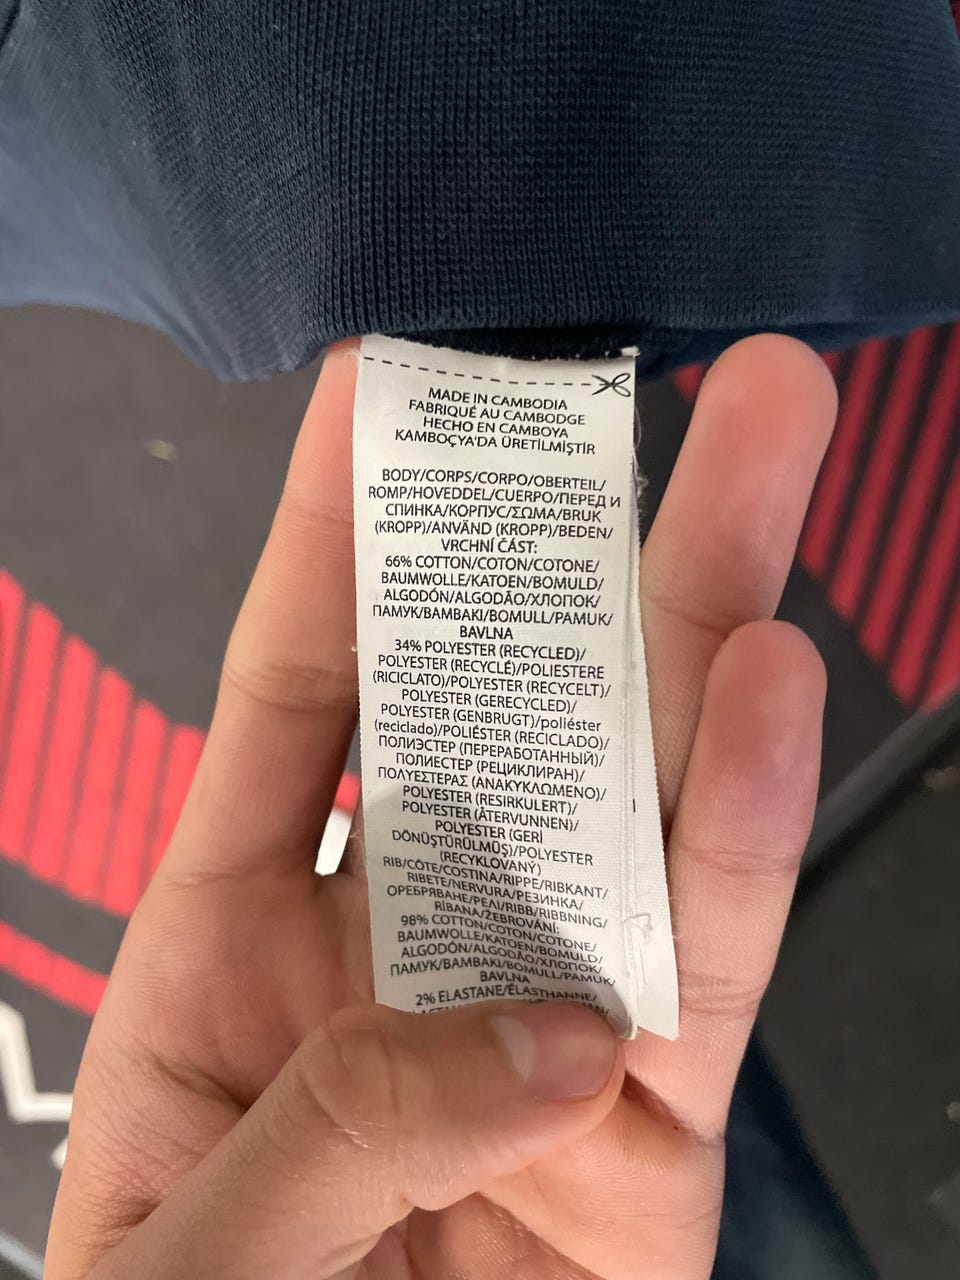 MADE IN CAMBODIA
FABRIQUÉ AU CAMBODGE
HECHO EN CAMBOYA
KAMBOÇYA'DA ÜRETİLMİŞTİR
BODY/CORPS/CORPO/OBERTEIL/
ROMP/HOVEDDEL/CUERPO/ПЕРЕД И
СПИНКА/КОРПУС/ΣΩΜΑ/BRUK
(KROPP)/ANVÄND (KROPP)/BEDEN/
VRCHNÍ ČÁST:
66% COTTON/COTON/COTONE/
BAUMWOLLE/KATOEN/BOMULD/
ALGODÓN/ALGODÃO/ХЛОПОК/
ПАМУК/ΒΑΜΒΑΚΙ/BOMULL/PAMUK/
BAVLNA
34% POLYESTER (RECYCLED)/
POLYESTER (RECYCLÉ)/POLIESTERE
(RICICLATO)/POLYESTER (RECYCELT)/
POLYESTER (GERECYCLED)/
POLYESTER (GENBRUGT)/poliéster
(reciclado)/POLIÉSTER (RECICLADO)/
ПОЛИЭСТЕР (ПЕРЕРАБОТАННЫЙ)/
ПОЛИЕСТЕР (РЕЦИКЛИРАН)/
ΠΟΛΥΕΣΤΕΡΑΣ (ΑΝΑΚΥΚΛΩΜΕΝΟ)/
POLYESTER (RESIRKULERT)/
POLYESTER (ÅTERVUNNEN)/
POLYESTER (GERİ
DÖNÜŞTÜRÜLMÜŞ)/POLYESTER
(RECYKLOVANÝ)
RIB/CÔTE/COSTINA/RIPPE/RIBKANT/
RIBETE/NERVURA/РЕЗИНКА/
ОРЕБРЯВАНЕ/ΡΕΛΙ/RIBB/RIBBNING/
RİBANA/ŽEBROVÁNÍ:
98% COTTON/COTON/COTONE/
BAUMWOLLE/KATOEN/BOMULD/
ALGODÓN/ALGODÃO/ХЛОПОК/
ПАМУК/ΒΑΜΒΑΚΙ/BOMULL/PAMUK/
BAVLNA
2% ELASTANE/ÉLASTHANNE/